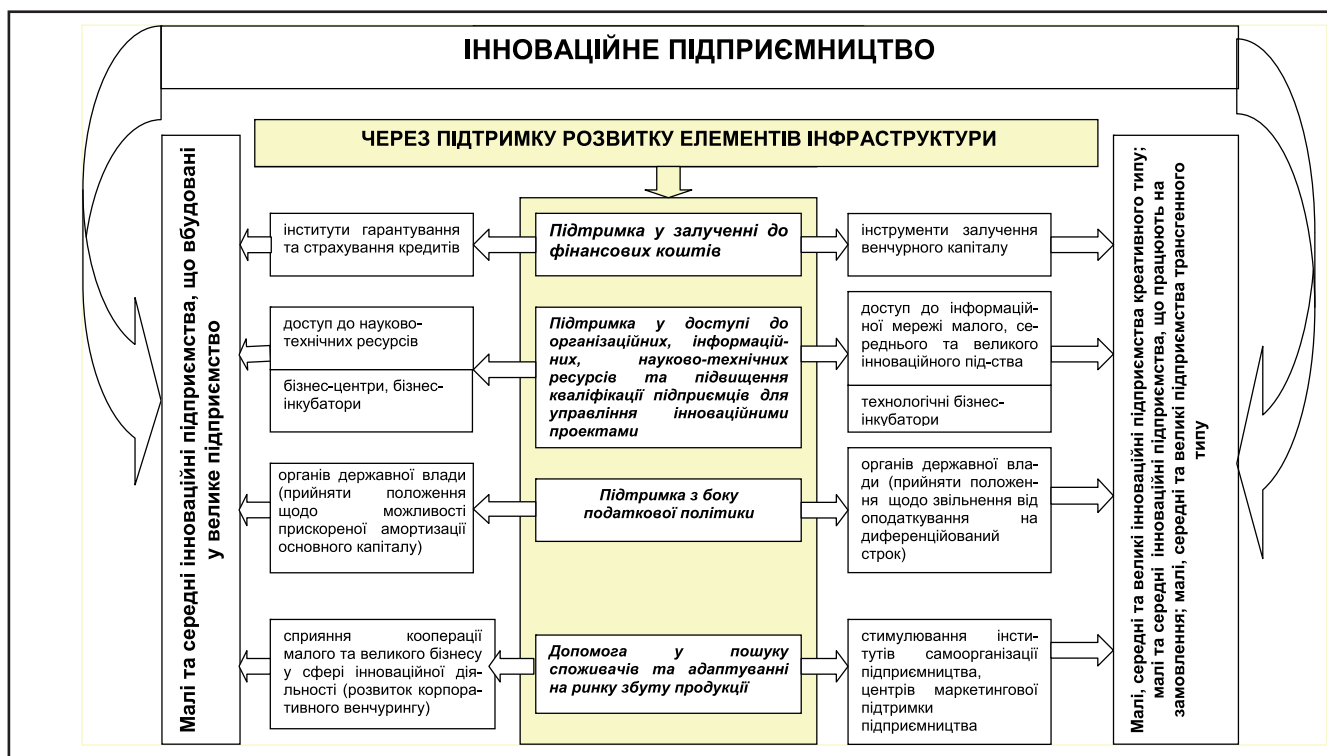 ІННОВАЦІЙНЕ ПІДПРИЄМНИЦТВО
ЧЕРЕЗ ПІДТРИМКУ РОЗВИТКУ ЕЛЕМЕНТІВ ІНФРАСТРУКТУРИ
Малі та середні інноваційні підприємства, що вбудовані
у велике підприємство
інститути гарантування
та страхування кредитів
Підтримка у залученні до
фінансових коштів
інструменти залучення
венчурного капіталу
доступ до науково-
технічних ресурсів
бізнес-центри, бізнес-
інкубатори
Підтримка у доступі до
організаційних, інформацій-
них, науково-технічних
ресурсів та підвищення
кваліфікації підприємців для
управління інноваційними
проектами
доступ до інформацій-
ної мережі малого, се-
реднього та великого
інноваційного під-ства
технологічні бізнес-
інкубатори
органів державної влади
(прийняти положення
щодо можливості
прискореної амортизації
основного капіталу)
Підтримка з боку
податкової політики
органів державної вла-
ди (прийняти положен-
ня щодо звільнення від
оподаткування на
диференційований
строк)
сприяння кооперації
малого та великого бізнесу
у сфері інноваційної дія-
льності (розвиток корпора-
тивного венчурингу)
Допомога у пошуку
споживачів та адаптуванні
на ринку збуту продукції
стимулювання інсти-
тутів самоорганізації
підприємництва,
центрів маркетингової
підтримки
підприємництва
Малі, середні та великі інноваційні підприємства креативного типу;
малі та середні інноваційні підприємства, що працюють на
замовлення; малі, середні та великі підприємства трансгенного
типу